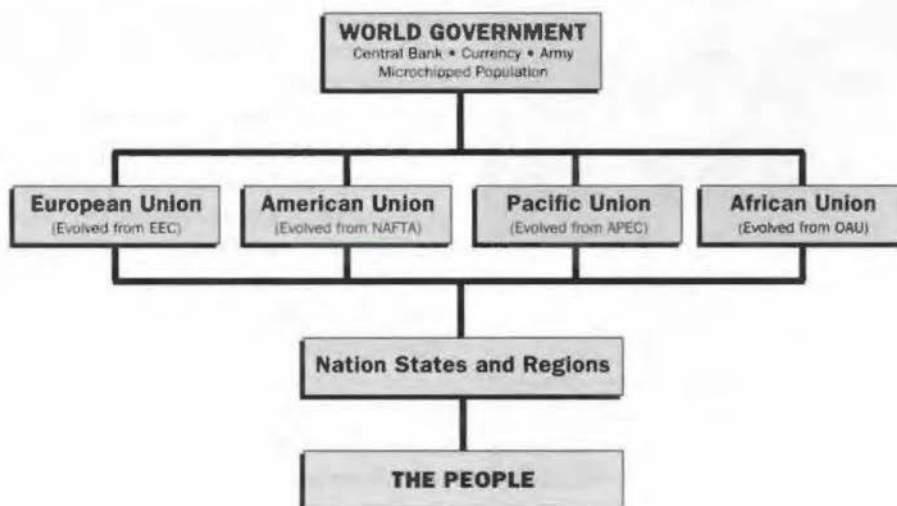 WORLD GOVERNMENT
Central Bank • Currency • Army
Microchipped Population
European Union
(Evolved from EEC)
American Union
(Evolved from NAFTA)
Pacific Union
(Evolved from APEC)
African Union
(Evolved from OAU)
Nation States and Regions
THE PEOPLE